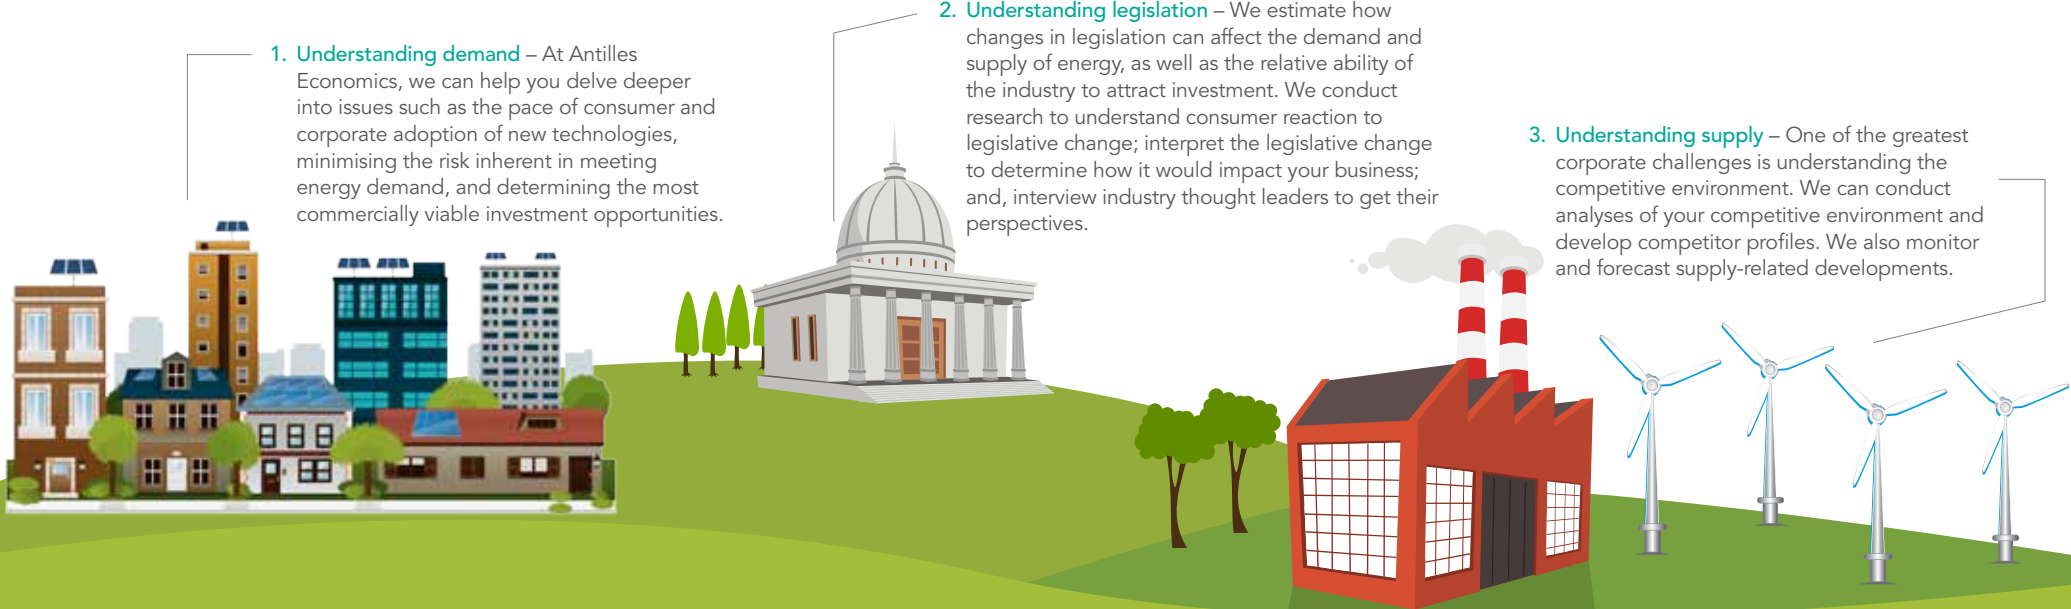 1. Understanding demand – At Antilles
Economics, we can help you delve deeper
into issues such as the pace of consumer and
corporate adoption of new technologies,
minimising the risk inherent in meeting
energy demand, and determining the most
commercially viable investment opportunities.
2. Understanding legislation – We estimate how
changes in legislation can affect the demand and
supply of energy, as well as the relative ability of
the industry to attract investment. We conduct
research to understand consumer reaction to
legislative change; interpret the legislative change
to determine how it would impact your business;
and, interview industry thought leaders to get their
perspectives.
3. Understanding supply – One of the greatest
corporate challenges is understanding the
competitive environment. We can conduct
analyses of your competitive environment and
develop competitor profiles. We also monitor
and forecast supply-related developments.